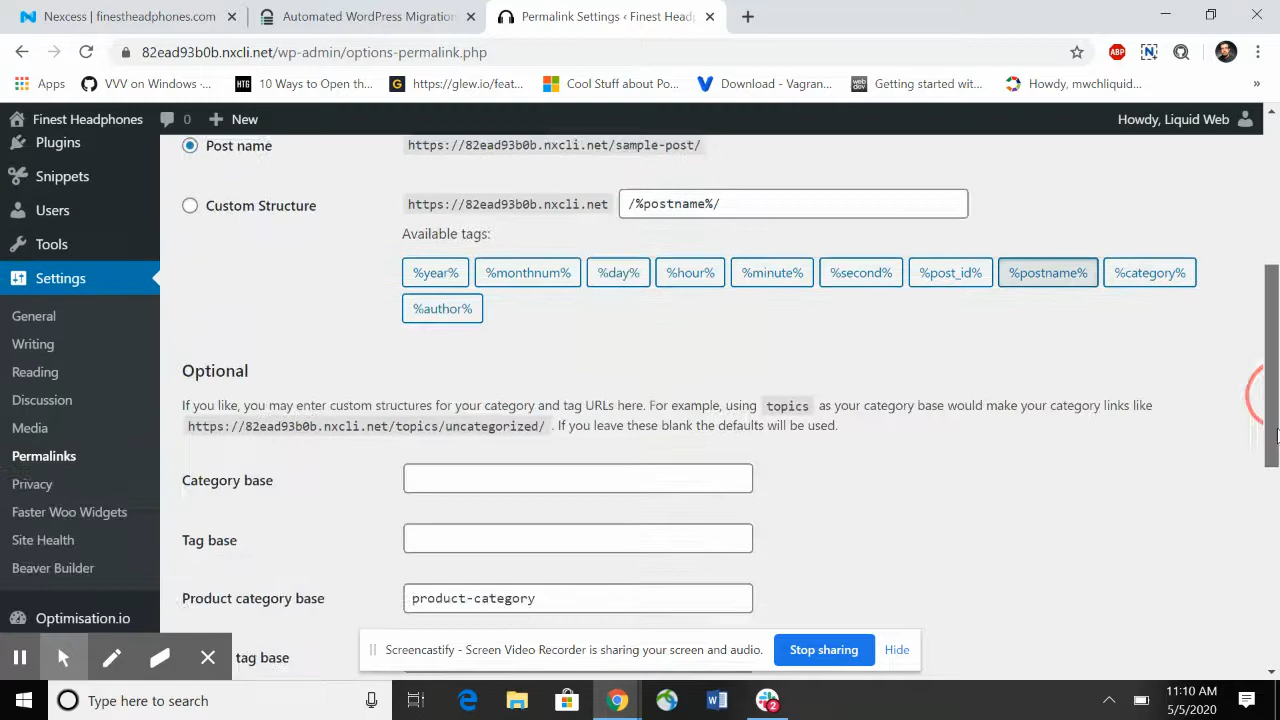 Nexcess | finestheadphones.com
Automated WordPress Migration
Permalink Settings ‹ Finest Head
82ead93b0b.nxcli.net/wp-admin/options-permalink.php
ABP
Apps
VVV on Windows -...
HTG
10 Ways to Open th...
https://glew.io/feat...
Cool Stuff about Po...
Download - Vagran...
Getting started wit...
Howdy, mwchliquid...
»
Finest Headphones
0
New
Howdy, Liquid Web
Plugins
Snippets
Users
Tools
Settings
General
Writing
Reading
Discussion
Media
Permalinks
Privacy
Faster Woo Widgets
Site Health
Beaver Builder
Optimisation.io
Post name
https://82ead93b0b.nxcli.net/sample-post/
Custom Structure
https://82ead93b0b.nxcli.net
/%postname%/
Available tags:
%year%
%monthnum%
%day%
%hour%
%minute%
%second%
%post_id%
%postname%
%category%
%author%
Optional
If you like, you may enter custom structures for your category and tag URLs here. For example, using topics as your category base would make your category links like
https://82ead93b0b.nxcli.net/topics/uncategorized/ . If you leave these blank the defaults will be used.
Category base
Tag base
Product category base
product-category
tag base
Screencastify - Screen Video Recorder is sharing your screen and audio.
Stop sharing
Hide
Type here to search
2
11:10 AM
5/5/2020